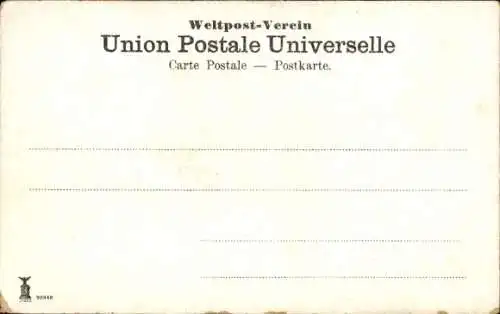 Weltpost-Verein
Union Postale Universelle
Carte Postale — Postkarte.